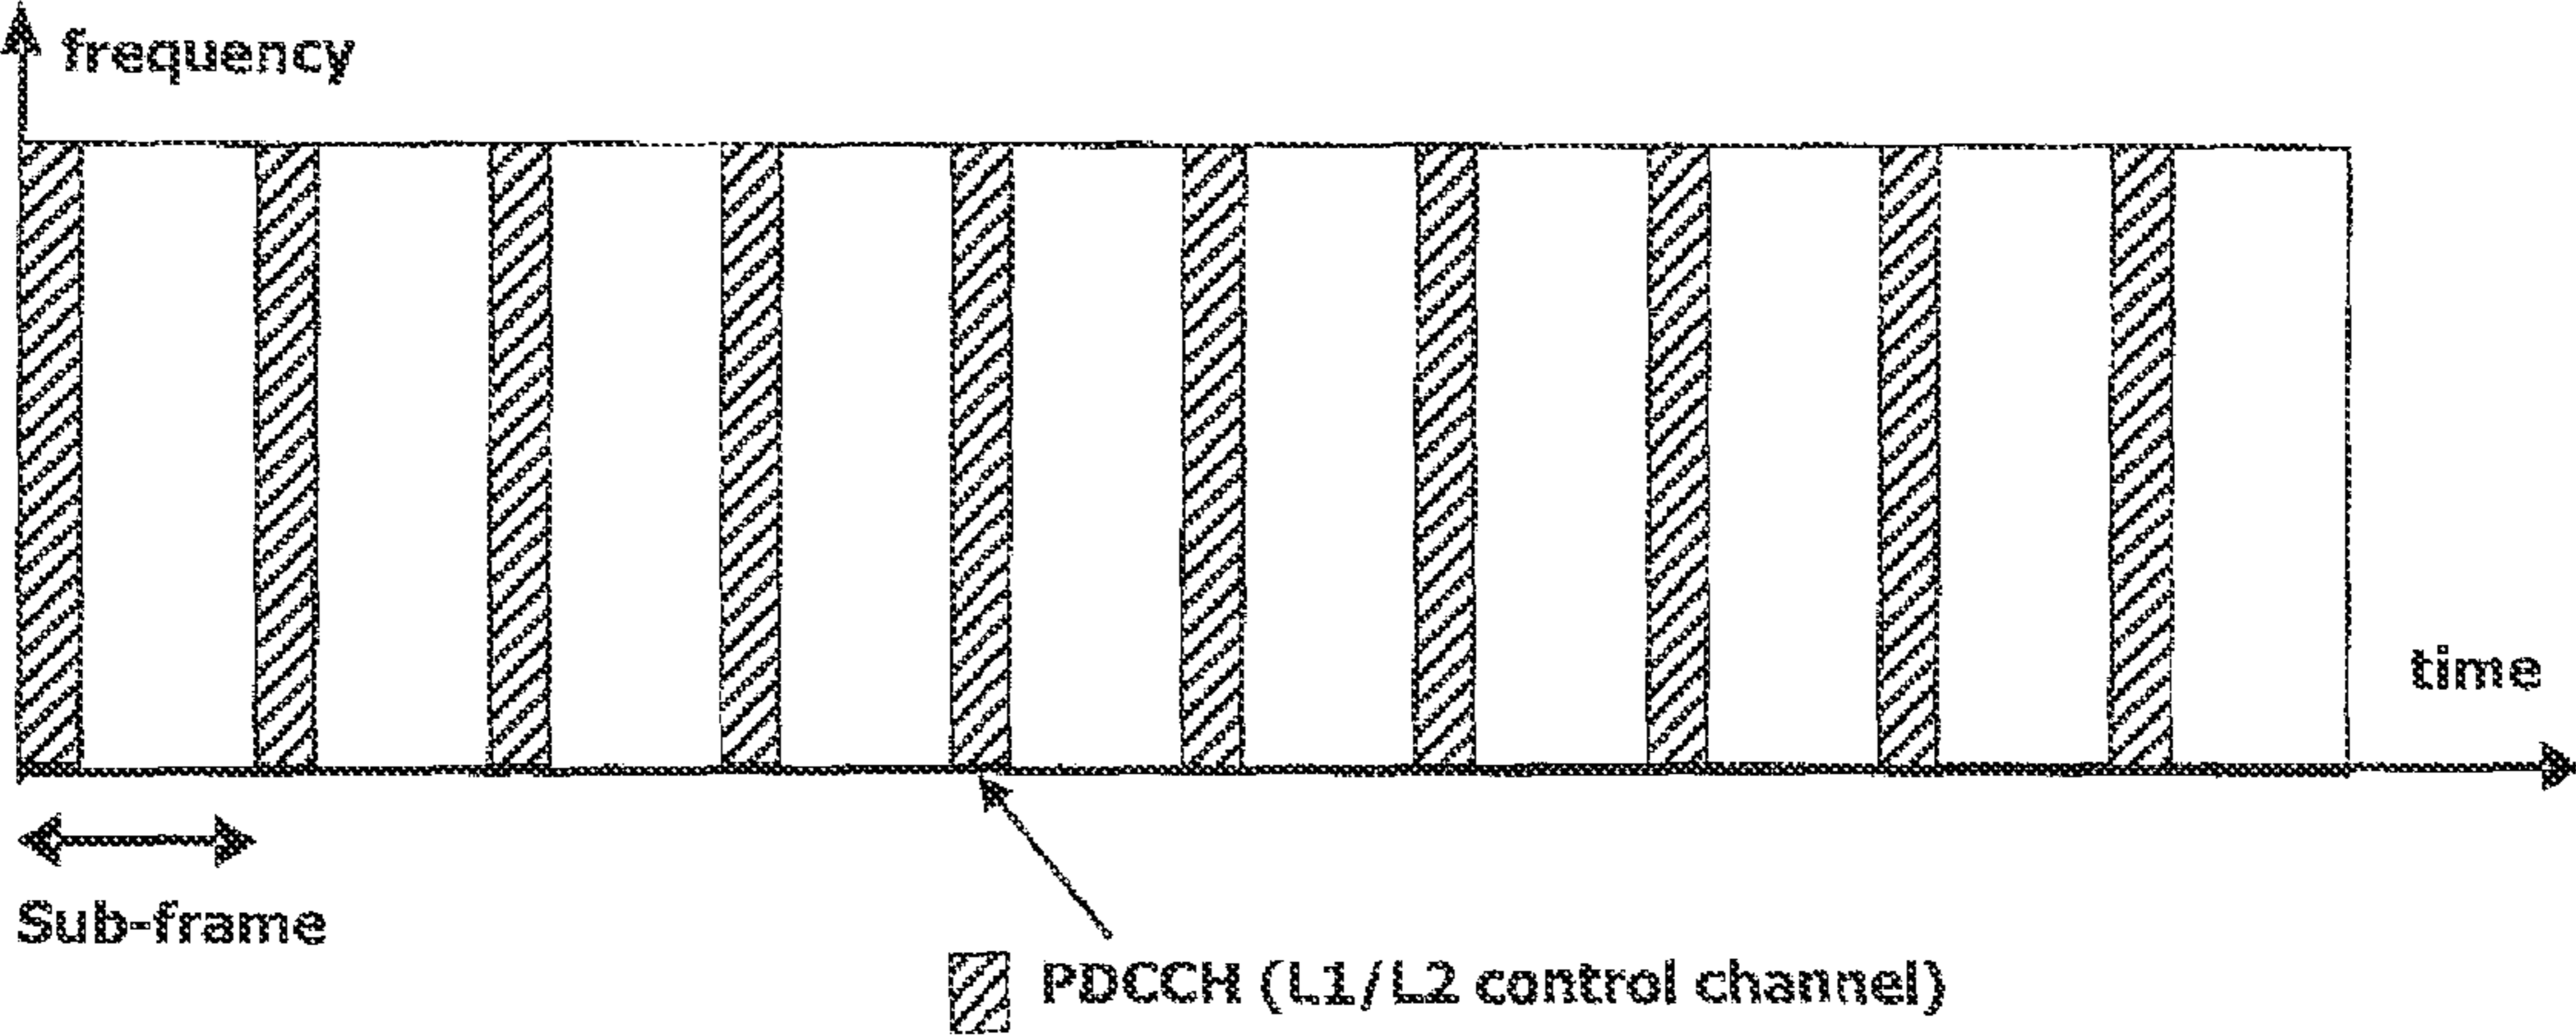 frequency
time
Sub-frame
PDCCH (L1/L2 control channel)